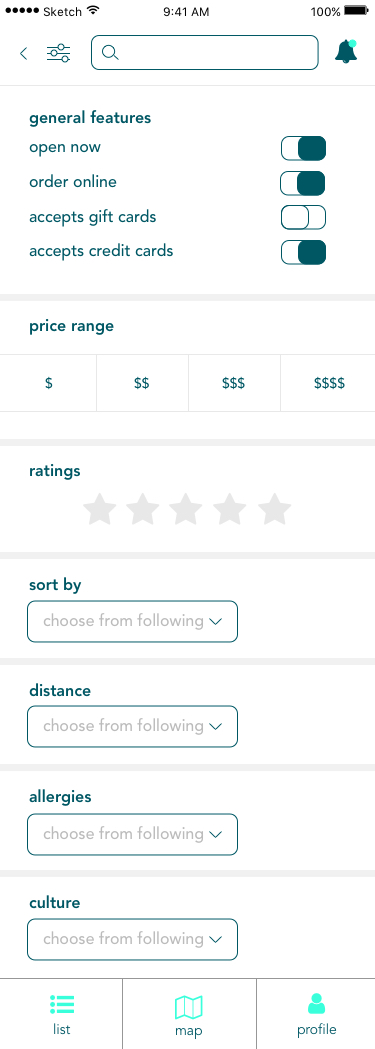 Sketch 9:41 AM 100%
general features
open now
order online
accepts gift cards
accepts credit cards
price range
$ $$ $$$ $$$$
ratings
sort by
choose from following
distance
choose from following
allergies
choose from following
culture
choose from following
list map profile